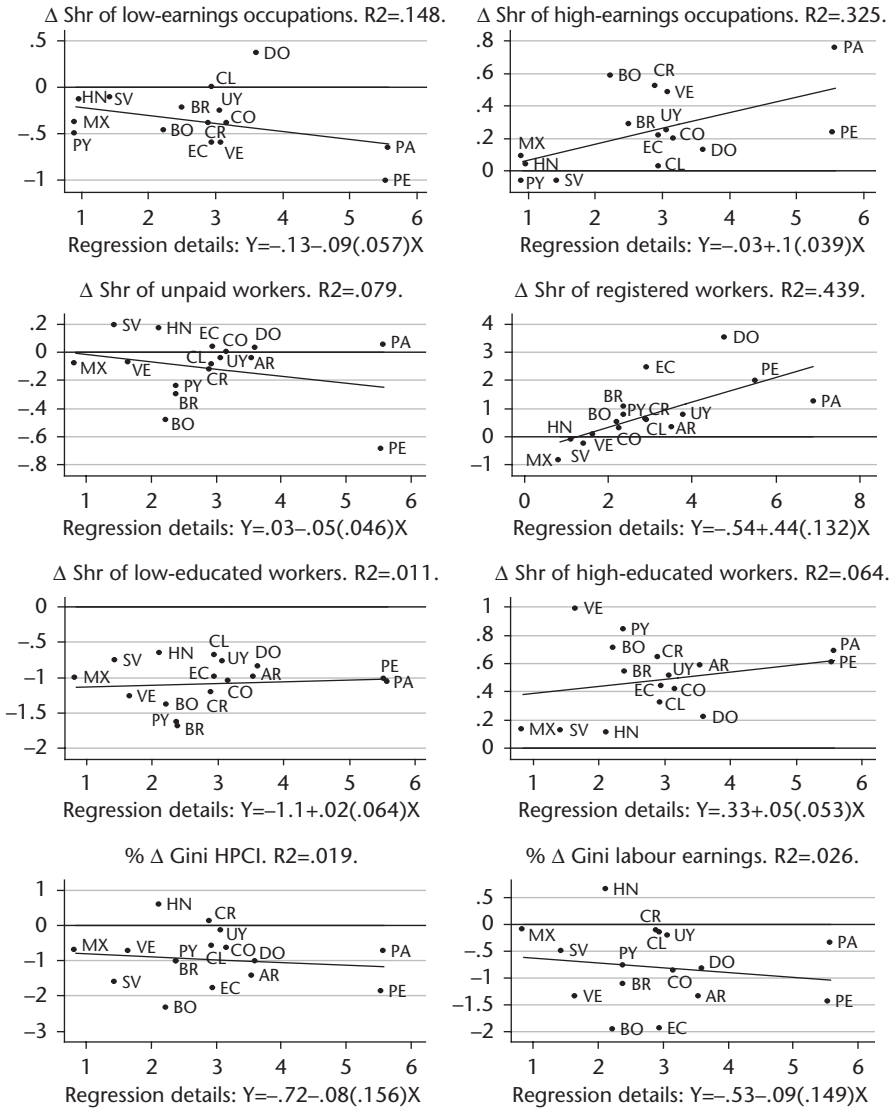 Δ Shr of low-earnings occupations. R2=.148.
.5
0
−.5
−1
DO
CL
HN
SV
BR
UY
MX
CO
PY
BO
CR
EC
VE
PA
PE
1 2 3 4 5 6
Regression details: Y=−.13−.09(.057)X
Δ Shr of high-earnings occupations. R2=.325.
.8
.6
.4
.2
0
PA
BO
CR
VE
BR
UY
PE
MX
EC
CO
DO
HN
CL
PY
SV
1 2 3 4 5 6
Regression details: Y=−.03+.1(.039)X
Δ Shr of unpaid workers. R2=.079.
.2
0
−.2
−.4
−.6
−.8
SV
HN
EC
CO
DO
PA
MX
VE
CL
UY
AR
PY
CR
BR
BO
PE
1 2 3 4 5 6
Regression details: Y=.03−.05(.046)X
Δ Shr of registered workers. R2=.439.
4
3
2
1
0
−1
DO
EC
PE
BR
PA
BO
PY
CR
UY
HN
CO
CL
AR
VE
MX
SV
0 2 4 6 8
Regression details: Y=−.54+.44(.132)X
Δ Shr of low-educated workers. R2=.011.
0
−.5
−1
−1.5
−2
CL
SV
HN
UY
DO
MX
EC
AR
PE
PA
VE
BO
CR
CO
PY
BR
1 2 3 4 5 6
Regression details: Y=−1.1+.02(.064)X
Δ Shr of high-educated workers. R2=.064.
1
.8
.6
.4
.2
0
VE
PY
BO
CR
PA
BR
UY
AR
PE
EC
CO
CL
DO
MX
SV
HN
1 2 3 4 5 6
Regression details: Y=.33+.05(.053)X
% Δ Gini HPCI. R2=.019.
1
0
−1
−2
−3
HN
CR
UY
MX
VE
PY
CO
DO
PA
BR
CL
AR
SV
EC
PE
BO
1 2 3 4 5 6
Regression details: Y=−.72−.08(.156)X
% Δ Gini labour earnings. R2=.026.
.5
0
−.5
−1
−1.5
−2
HN
CR
MX
CL
UY
SV
PA
PY
DO
BR
CO
VE
AR
PE
BO
EC
1 2 3 4 5 6
Regression details: Y=−.53−.09(.149)X